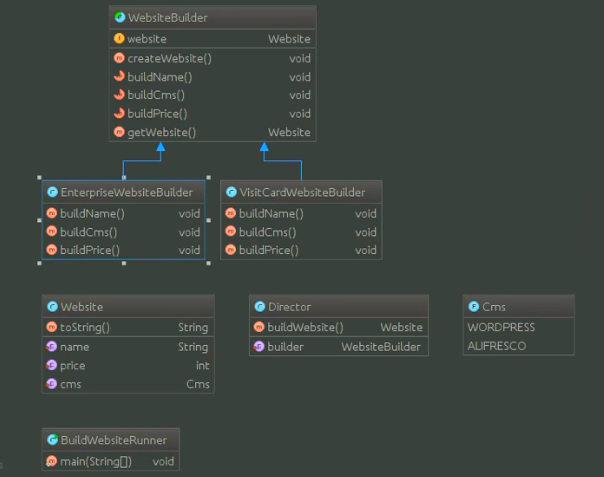 WebsiteBuilder
website Website
createWebsite() void
buildName() void
buildCms() void
buildPrice() void
getWebsite() Website
EnterpriseWebsiteBuilder
buildName() void
buildCms() void
buildPrice() void
VisitCardWebsiteBuilder
buildName() void
buildCms() void
buildPrice() void
Website
toString() String
name String
price int
cms Cms
Director
buildWebsite() Website
builder WebsiteBuilder
Cms
WORDPRESS
ALIFRESCO
BuildWebsiteRunner
main(String[]) void